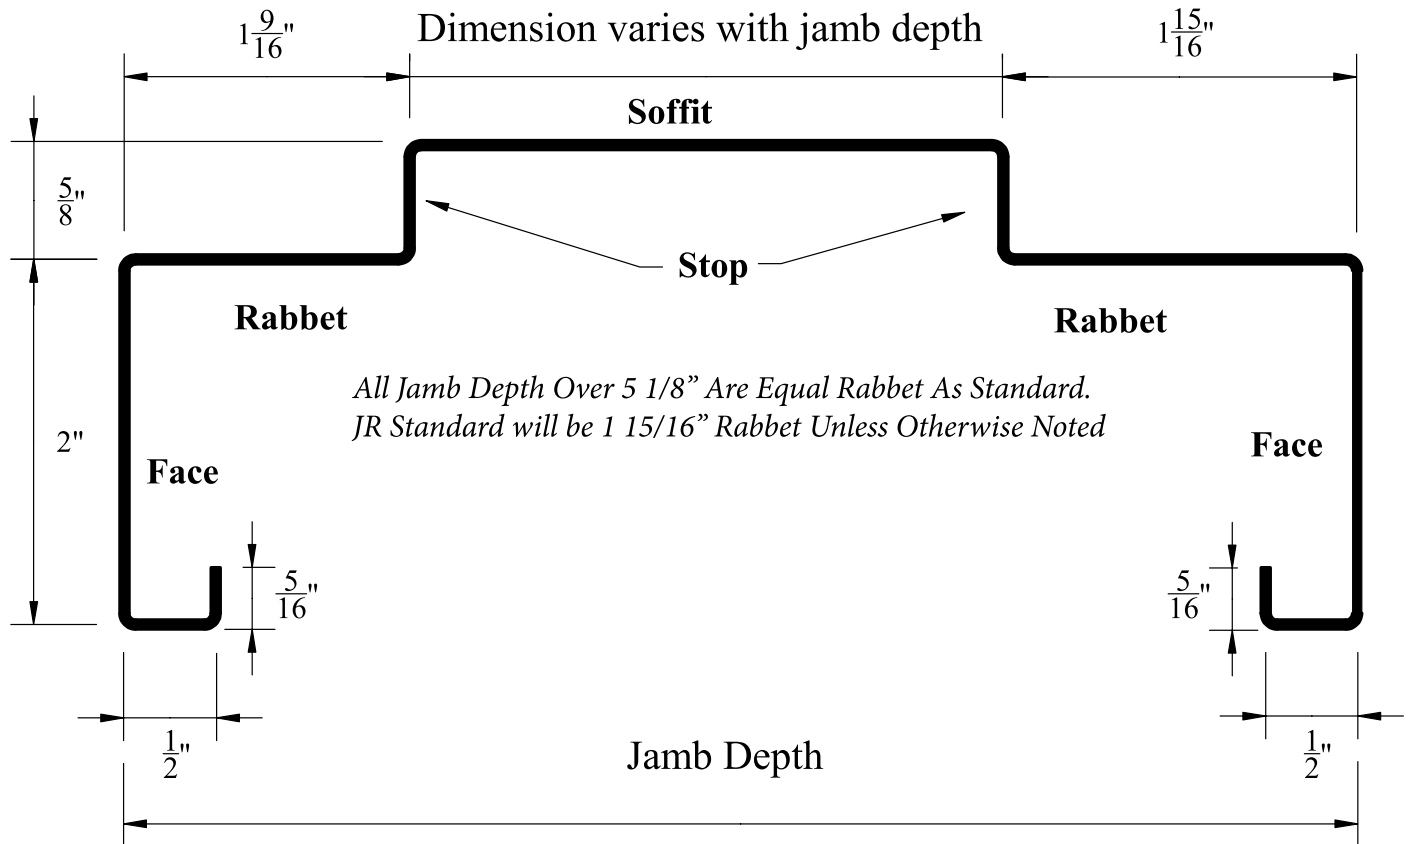 1 9/16"
Dimension varies with jamb depth
1 15/16"
Soffit
5/8"
Stop
Rabbet
Rabbet
All Jamb Depth Over 5 1/8” Are Equal Rabbet As Standard.
JR Standard will be 1 15/16” Rabbet Unless Otherwise Noted
2"
Face
Face
5/16"
5/16"
1/2"
Jamb Depth
1/2"